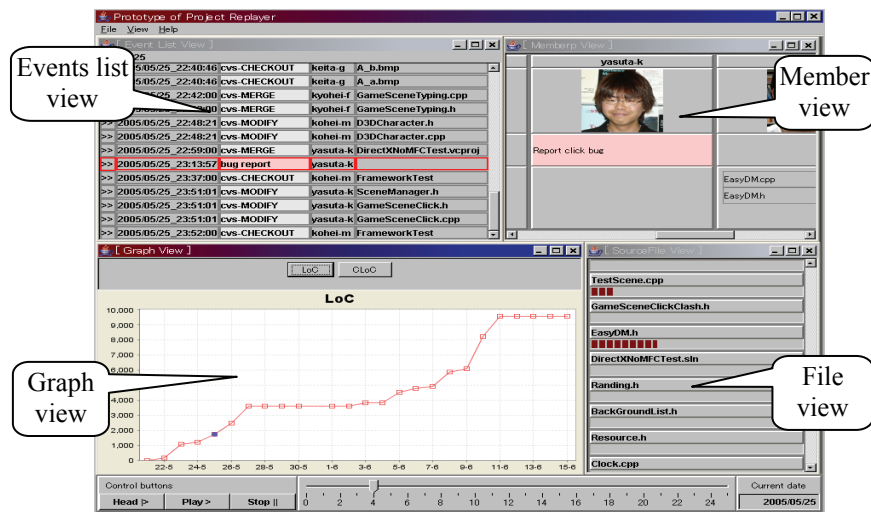 Prototype of Project Replayer
File View Help
[ Event List View ]
25
2005/05/25_22:40:46 cvs-CHECKOUT keita-g A_b.bmp
>> 2005/05/25_22:40:46 cvs-CHECKOUT keita-g A_a.bmp
22:42:00 cvs-MERGE kyohei-f GameSceneTyping.cpp
cvs-MERGE kyohei-f GameSceneTyping.h
>> 2005/05/25_22:48:21 cvs-MODIFY kohei-m D3DCharacter.h
>> 2005/05/25_22:48:21 cvs-MODIFY kohei-m D3DCharacter.cpp
>> 2005/05/25_22:59:00 cvs-MERGE yasuta-k DirectXNoMFCTest.vcproj
>> 2005/05/25_23:13:57 bug report yasuta-k
>> 2005/05/25_23:37:00 cvs-CHECKOUT kohei-m FrameworkTest
>> 2005/05/25_23:51:01 cvs-MODIFY yasuta-k SceneManager.h
>> 2005/05/25_23:51:01 cvs-MODIFY yasuta-k GameSceneClick.h
>> 2005/05/25_23:51:01 cvs-MODIFY yasuta-k GameSceneClick.cpp
>> 2005/05/25_23:52:00 cvs-CHECKOUT kohei-m FrameworkTest
Events list
view
[ Memberp View ]
yasuta-k
Report click bug
EasyDM.cpp
EasyDM.h
Member
view
[ Graph View ]
LoC CLoC
LoC
10,000
9,000
8,000
7,000
6,000
5,000
4,000
3,000
2,000
1,000
0
22-5 24-5 26-5 28-5 30-5 1-6 3-6 5-6 7-6 9-6 11-6 13-6 15-6
Graph
view
[ SourceFile View ]
TestScene.cpp
GameSceneClickClash.h
EasyDM.h
DirectXNoMFCTest.sln
Randing.h
BackGroundList.h
Resource.h
Clock.cpp
File
view
Control buttons
Head |> Play > Stop ||
0 2 4 6 8 10 12 14 16 18 20 22 24
Current date
2005/05/25